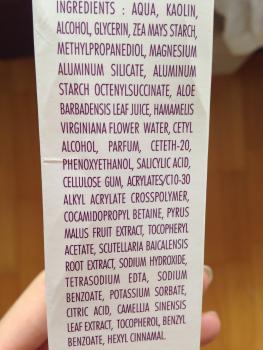 INGREDIENTS : AQUA, KAOLIN,
ALCOHOL, GLYCERIN, ZEA MAYS STARCH,
METHYLPROPANEDIOL, MAGNESIUM
ALUMINUM SILICATE, ALUMINUM
STARCH OCTENYLSUCCINATE, ALOE
BARBADENSIS LEAF JUICE, HAMAMELIS
VIRGINIANA FLOWER WATER, CETYL
ALCOHOL, PARFUM, CETETH-20,
PHENOXYETHANOL, SALICYLIC ACID,
CELLULOSE GUM, ACRYLATES/C10-30
ALKYL ACRYLATE CROSSPOLYMER,
COCAMIDOPROPYL BETAINE, PYRUS
MALUS FRUIT EXTRACT, TOCOPHERYL
ACETATE, SCUTELLARIA BAICALENSIS
ROOT EXTRACT, SODIUM HYDROXIDE,
TETRASODIUM EDTA, SODIUM
BENZOATE, POTASSIUM SORBATE,
CITRIC ACID, CAMELLIA SINENSIS
LEAF EXTRACT, TOCOPHEROL, BENZYL
BENZOATE, HEXYL CINNAMAL.